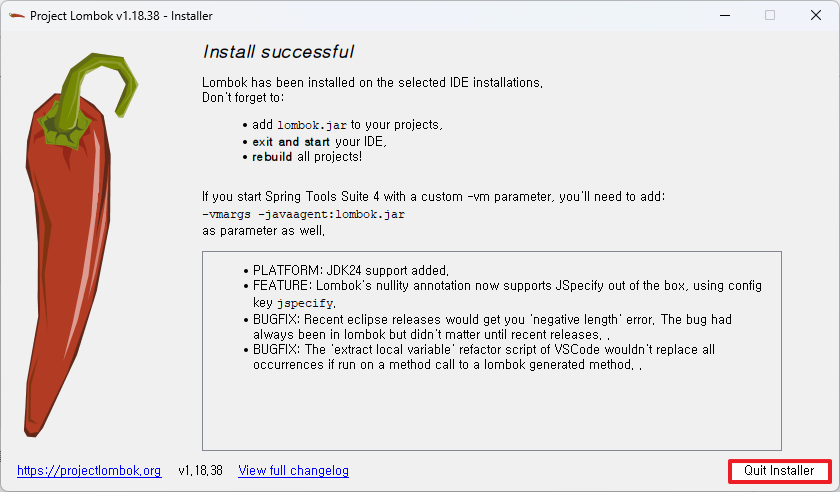 Project Lombok v1.18.38 - Installer
Install successful
Lombok has been installed on the selected IDE installations.
Don't forget to:
• add lombok.jar to your projects,
• exit and start your IDE,
• rebuild all projects!
If you start Spring Tools Suite 4 with a custom -vm parameter, you'll need to add:
-vmargs -javaagent:lombok.jar
as parameter as well.
• PLATFORM: JDK24 support added.
• FEATURE: Lombok's nullity annotation now supports JSpecify out of the box, using config
key jspecify.
• BUGFIX: Recent eclipse releases would get you 'negative length' error. The bug had
always been in lombok but didn't matter until recent releases. .
• BUGFIX: The 'extract local variable' refactor script of VSCode wouldn't replace all
occurrences if run on a method call to a lombok generated method. .
https://projectlombok.org v1.18.38 View full changelog Quit Installer